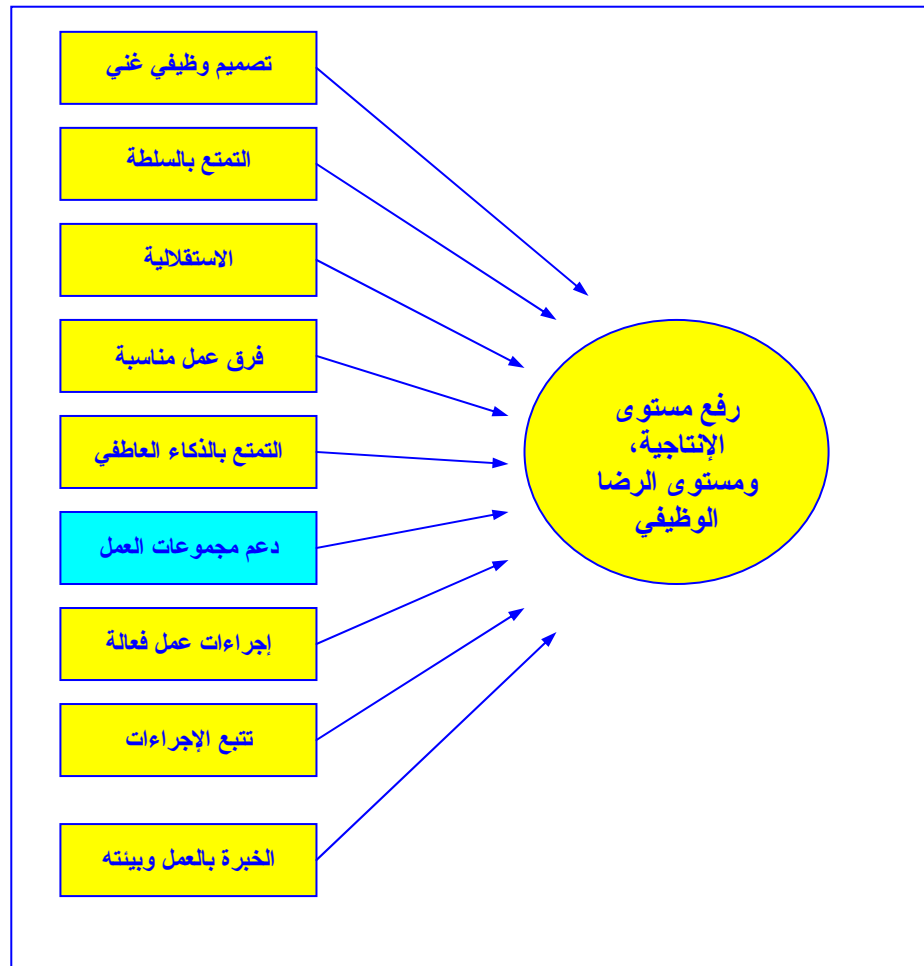 تصميم وظيفي غني
التمتع بالسلطة
الاستقلالية
فرق عمل مناسبة
التمتع بالذكاء العاطفي
دعم مجموعات العمل
إجراءات عمل فعالة
تتبع الإجراءات
الخبرة بالعمل وبيئته
رفع مستوى
الإنتاجية،
ومستوى الرضا
الوظيفي